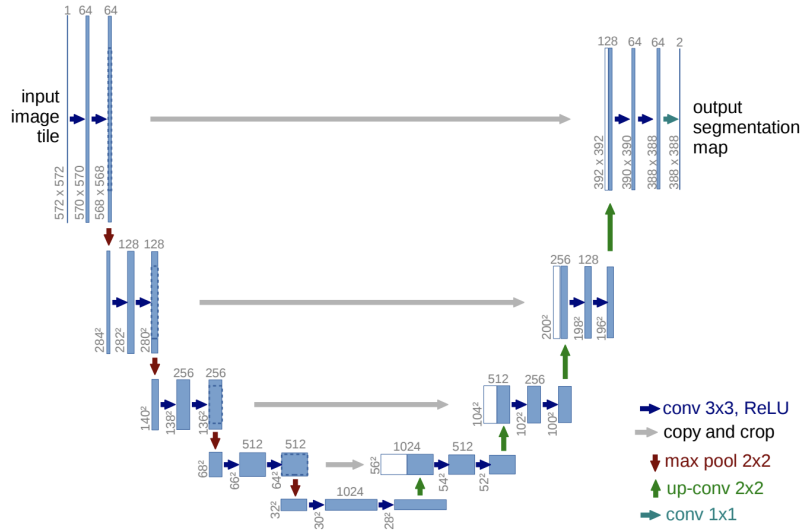 1 64 64
input
image
tile
572 x 572
570 x 570
568 x 568
128 64 64 2
output
segmentation
map
392 x 392
390 x 390
388 x 388
388 x 388
128 128
284²
282²
280²
256 128
200²
198²
196²
256 256
140²
138²
136²
512 256
104²
102²
100²
512 512
68²
66²
64²
1024 512
56²
54²
52²
1024
32²
30²
28²
conv 3x3, ReLU
copy and crop
max pool 2x2
up-conv 2x2
conv 1x1